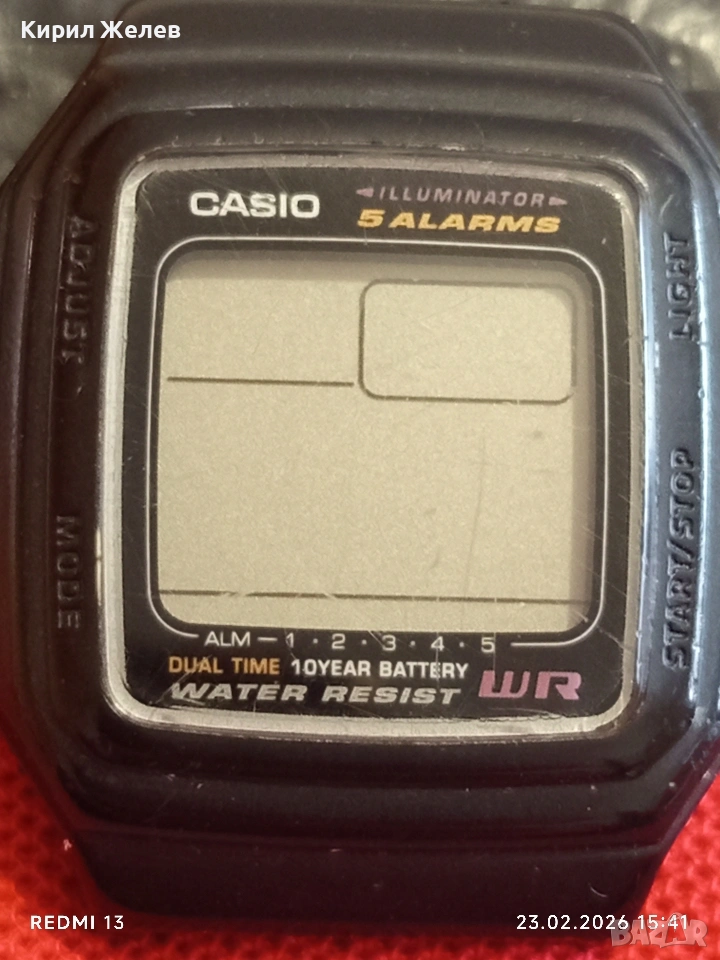 Кирил Желев
CASIO
ILLUMINATOR
5 ALARMS
ADJUST
LIGHT
MODE
START/STOP
ALM 1 · 2 · 3 · 4 · 5
DUAL TIME 10YEAR BATTERY
WATER RESIST WR
REDMI 13
23.02.2026 15:41
BAZAR